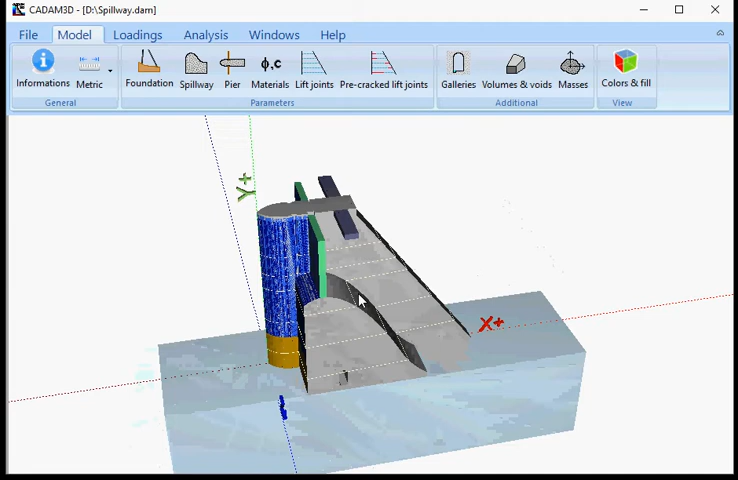 CADAM3D - [D:\Spillway.dam]
File Model Loadings Analysis Windows Help
Informations Metric Foundation Spillway Pier Materials Lift joints Pre-cracked lift joints Galleries Volumes & voids Masses Colors & fill
General Parameters Additional View
Y+
X+